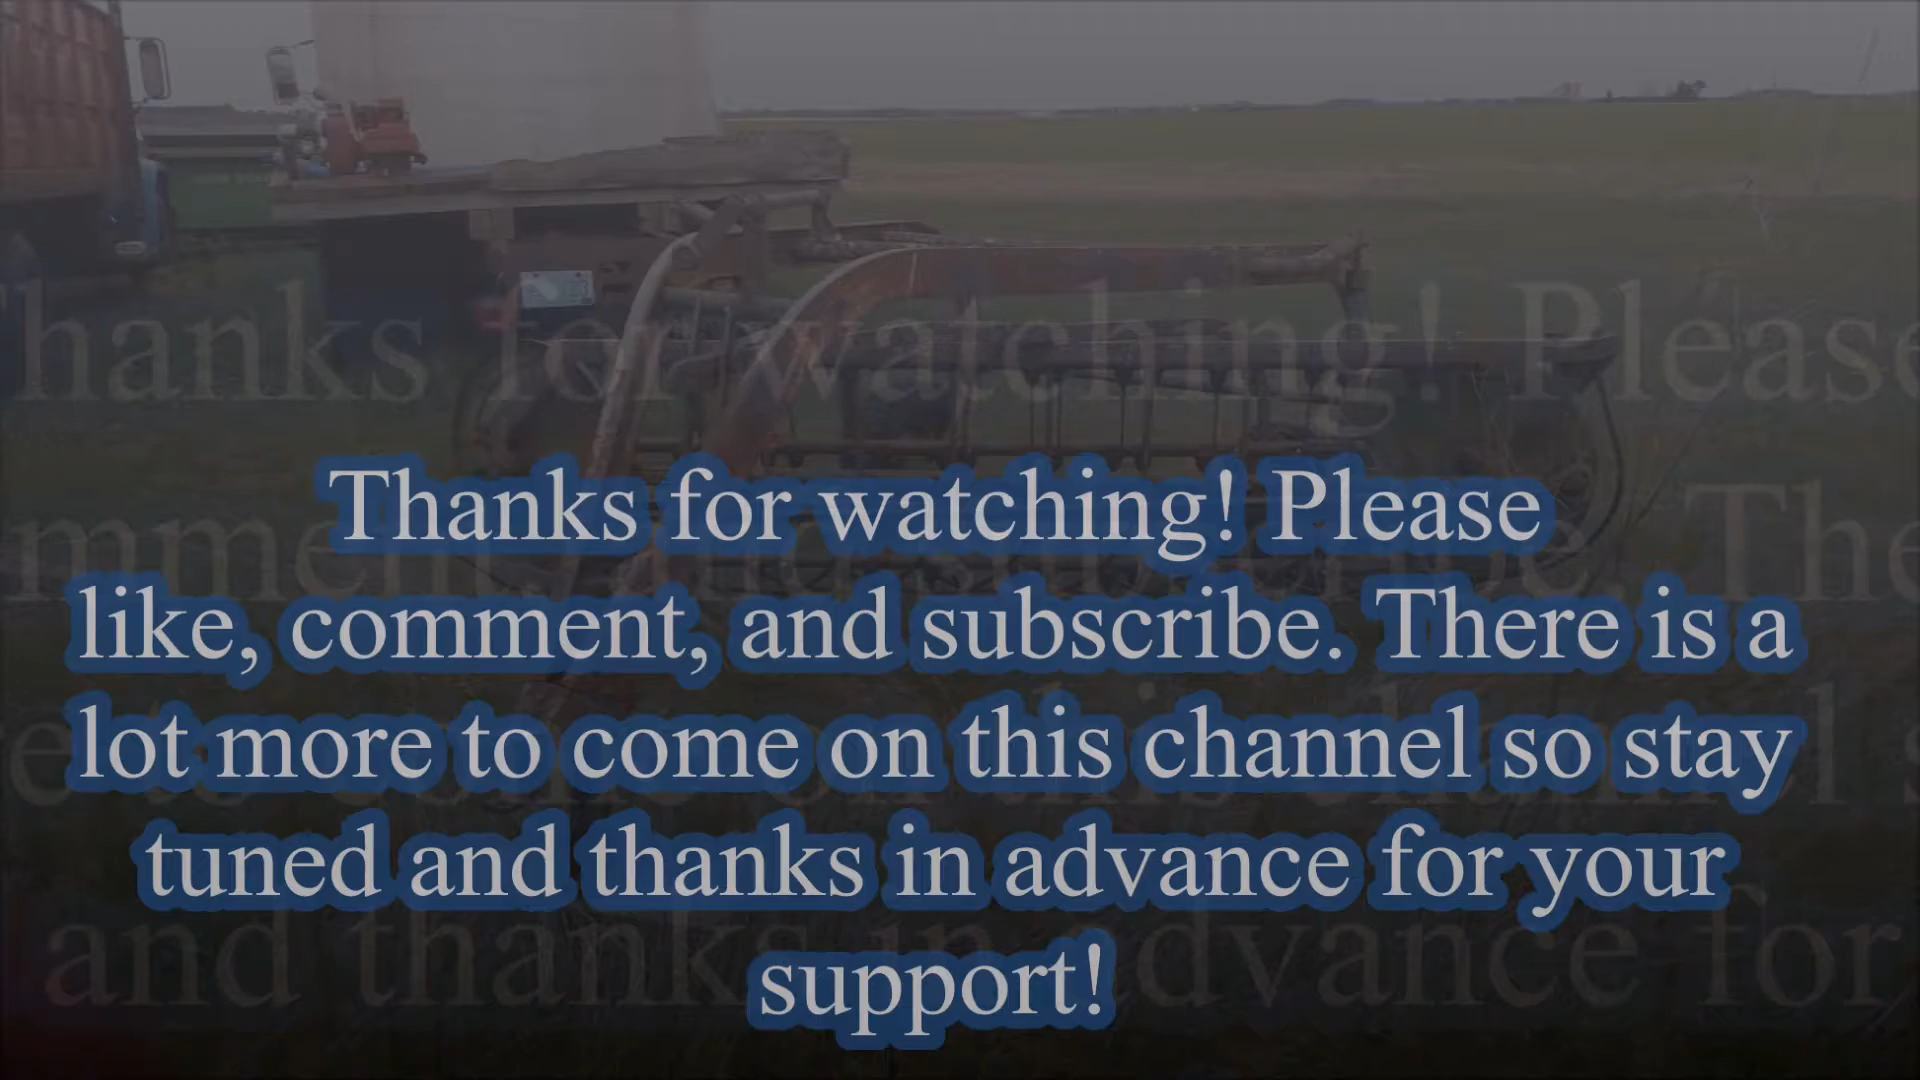 Thanks for watching! Please
like, comment, and subscribe. There is a
lot more to come on this channel so stay
tuned and thanks in advance for your
support!